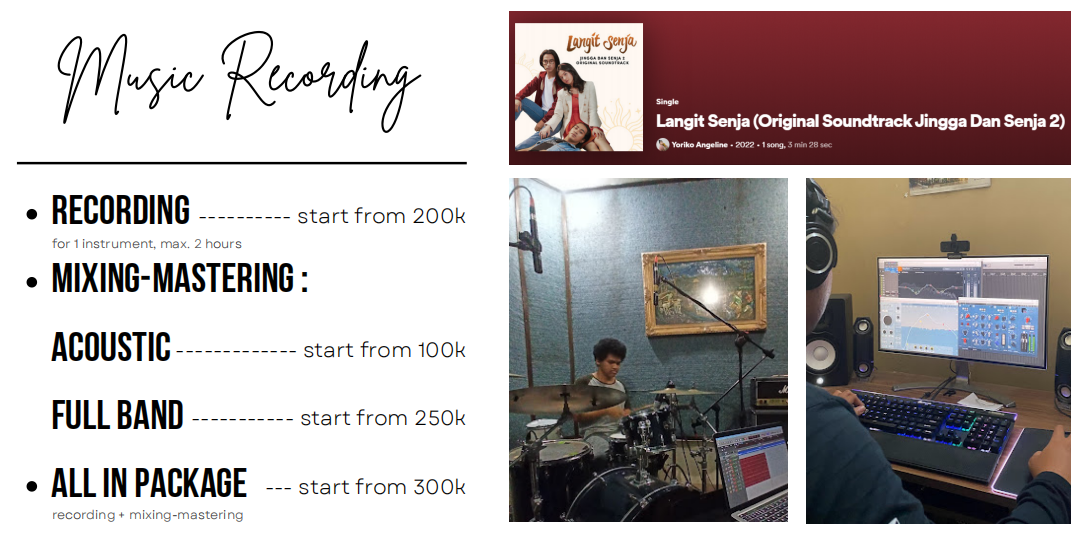 Music Recording
• RECORDING ---------- start from 200k
for 1 instrument, max. 2 hours
• MIXING-MASTERING :
ACOUSTIC ------------- start from 100k
FULL BAND ----------- start from 250k
• ALL IN PACKAGE --- start from 300k
recording + mixing-mastering
Langit Senja
JINGGA DAN SENJA 2
ORIGINAL SOUNDTRACK
Single
Langit Senja (Original Soundtrack Jingga Dan Senja 2)
Yoriko Angeline • 2022 • 1 song, 3 min 28 sec